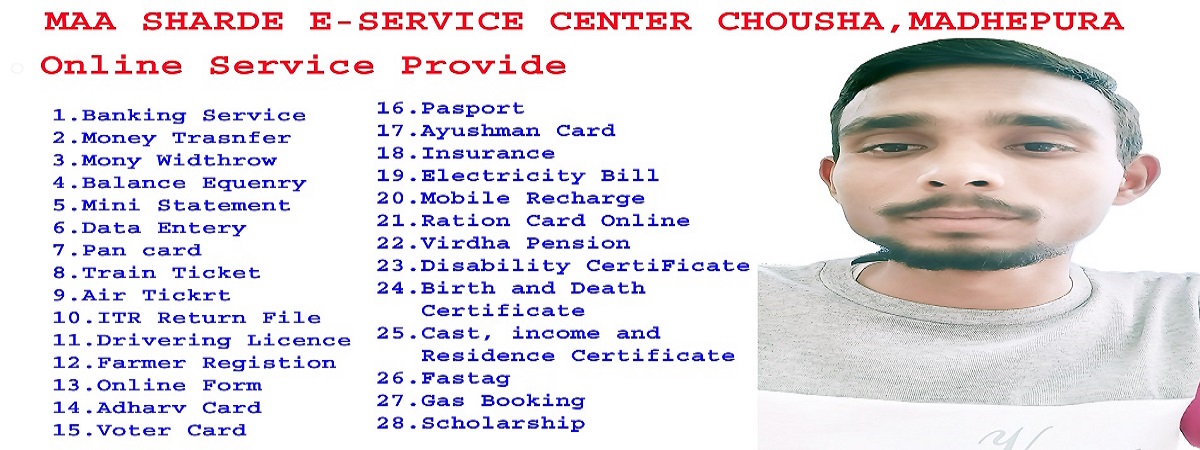 MAA SHARDE E-SERVICE CENTER CHOUSHA,MADHEPURA
Online Service Provide
1.Banking Service
2.Money Trasnfer
3.Mony Widthrow
4.Balance Equenry
5.Mini Statement
6.Data Entery
7.Pan card
8.Train Ticket
9.Air Tickrt
10.ITR Return File
11.Drivering Licence
12.Farmer Registion
13.Online Form
14.Adharv Card
15.Voter Card
16.Pasport
17.Ayushman Card
18.Insurance
19.Electricity Bill
20.Mobile Recharge
21.Ration Card Online
22.Virdha Pension
23.Disability CertiFicate
24.Birth and Death
Certificate
25.Cast, income and
Residence Certificate
26.Fastag
27.Gas Booking
28.Scholarship